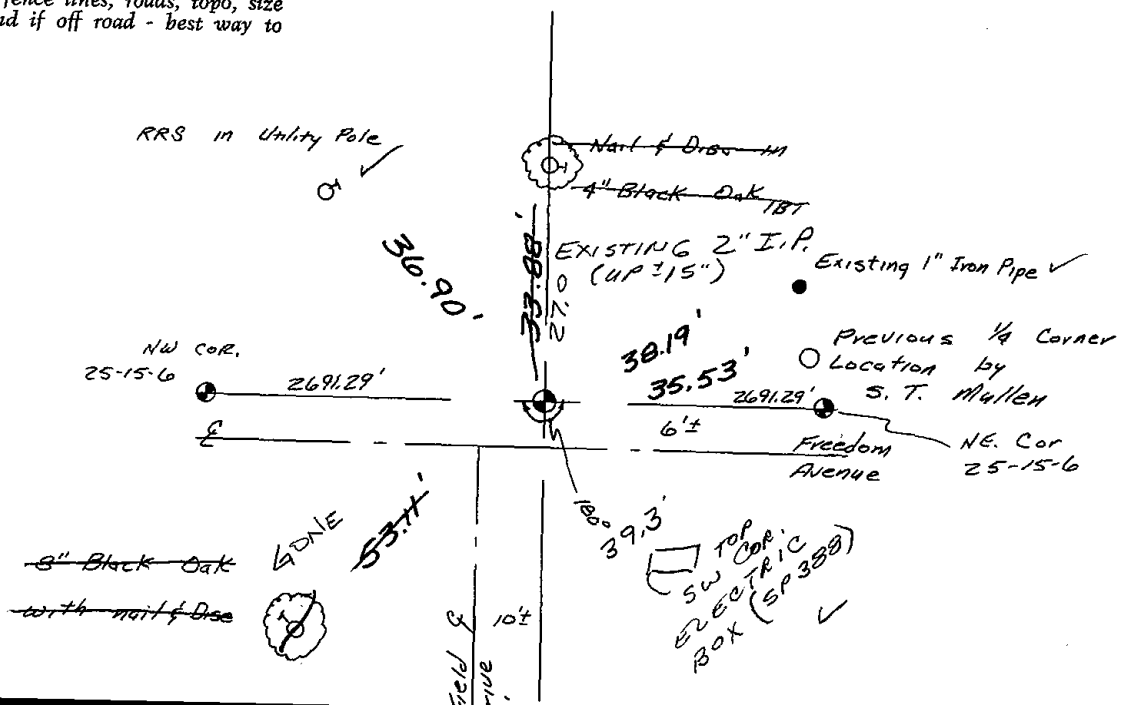 fence lines, roads, topo, size
nd if off road - best way to
RRS in Utility Pole
Nail & Disc in
4" Black Oak
EXISTING 2" I.P.
(UP ±15")
Existing 1" Iron Pipe ✓
36.90'
33.88'
38.19'
35.53'
Previous 1/4 Corner
Location by
S. T. Mullen
NW COR.
25-15-6
2691.29'
2691.29'
6'±
Freedom
Avenue
NE. Cor
25-15-6
180°
39.3'
TOP
SW COR.
ELECTRIC
BOX (SP 388)
✓
53.11'
GONE
8" Black Oak
with nail & Disc
10'±
Field